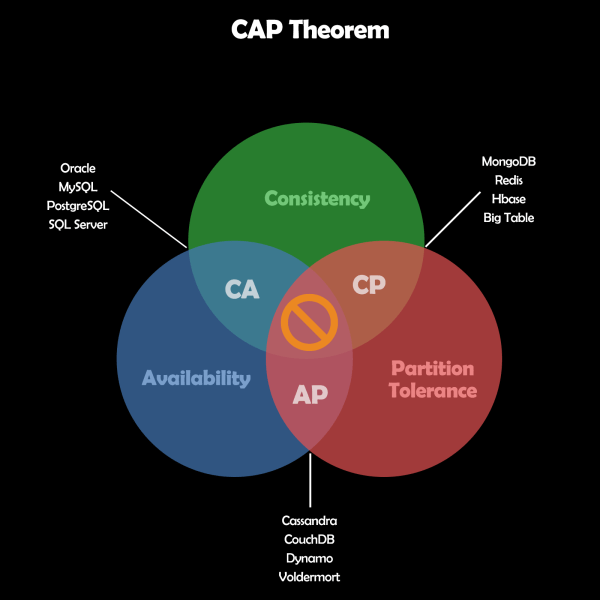 CAP Theorem
Oracle
MySQL
PostgreSQL
SQL Server
MongoDB
Redis
Hbase
Big Table
Consistency
CA
CP
Availability
Partition
Tolerance
AP
Cassandra
CouchDB
Dynamo
Voldermort